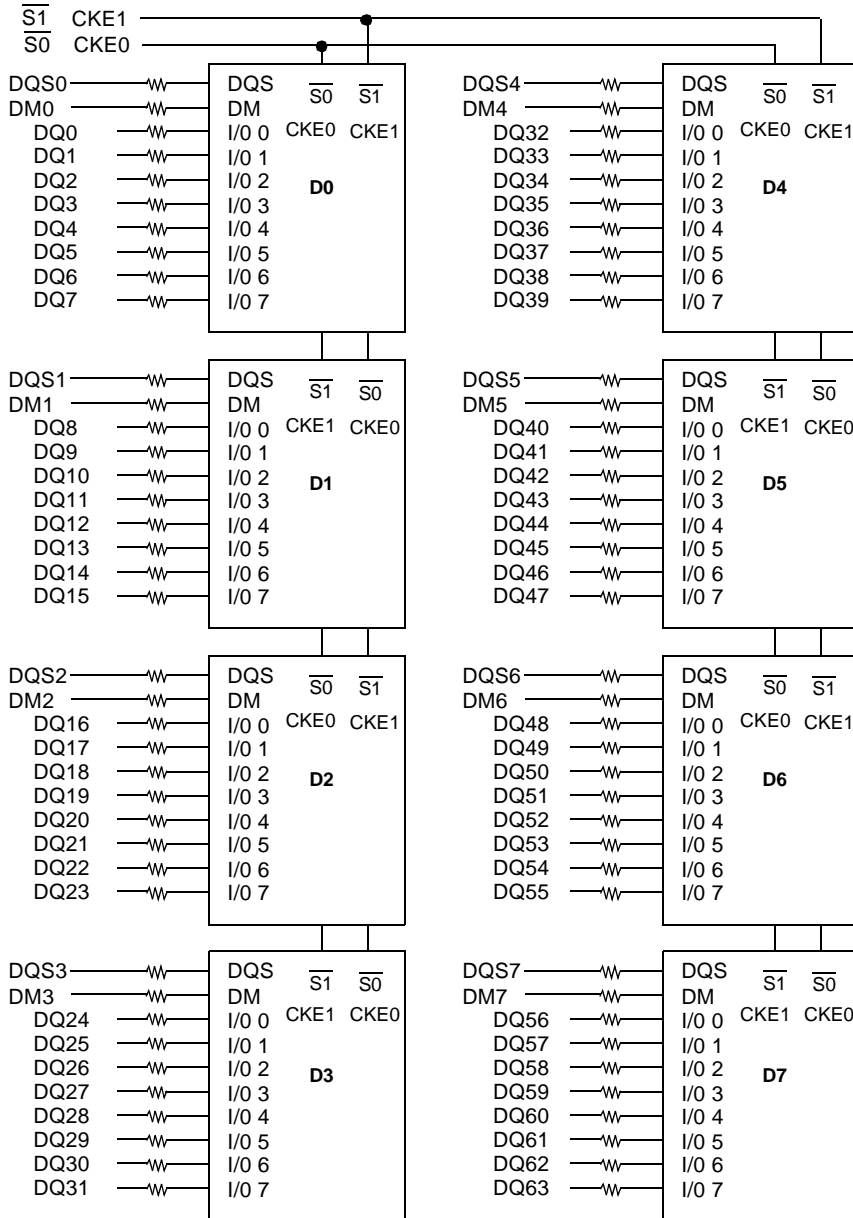 S1 CKE1
S0 CKE0
DQS0 DQS S0 S1
DM0 DM
DQ0 I/0 0 CKE0 CKE1
DQ1 I/0 1
DQ2 I/0 2 D0
DQ3 I/0 3
DQ4 I/0 4
DQ5 I/0 5
DQ6 I/0 6
DQ7 I/0 7
DQS1 DQS S1 S0
DM1 DM
DQ8 I/0 0 CKE1 CKE0
DQ9 I/0 1
DQ10 I/0 2 D1
DQ11 I/0 3
DQ12 I/0 4
DQ13 I/0 5
DQ14 I/0 6
DQ15 I/0 7
DQS2 DQS S0 S1
DM2 DM
DQ16 I/0 0 CKE0 CKE1
DQ17 I/0 1
DQ18 I/0 2 D2
DQ19 I/0 3
DQ20 I/0 4
DQ21 I/0 5
DQ22 I/0 6
DQ23 I/0 7
DQS3 DQS S1 S0
DM3 DM
DQ24 I/0 0 CKE1 CKE0
DQ25 I/0 1
DQ26 I/0 2 D3
DQ27 I/0 3
DQ28 I/0 4
DQ29 I/0 5
DQ30 I/0 6
DQ31 I/0 7
DQS4 DQS S0 S1
DM4 DM
DQ32 I/0 0 CKE0 CKE1
DQ33 I/0 1
DQ34 I/0 2 D4
DQ35 I/0 3
DQ36 I/0 4
DQ37 I/0 5
DQ38 I/0 6
DQ39 I/0 7
DQS5 DQS S1 S0
DM5 DM
DQ40 I/0 0 CKE1 CKE0
DQ41 I/0 1
DQ42 I/0 2 D5
DQ43 I/0 3
DQ44 I/0 4
DQ45 I/0 5
DQ46 I/0 6
DQ47 I/0 7
DQS6 DQS S0 S1
DM6 DM
DQ48 I/0 0 CKE0 CKE1
DQ49 I/0 1
DQ50 I/0 2 D6
DQ51 I/0 3
DQ52 I/0 4
DQ53 I/0 5
DQ54 I/0 6
DQ55 I/0 7
DQS7 DQS S1 S0
DM7 DM
DQ56 I/0 0 CKE1 CKE0
DQ57 I/0 1
DQ58 I/0 2 D7
DQ59 I/0 3
DQ60 I/0 4
DQ61 I/0 5
DQ62 I/0 6
DQ63 I/0 7